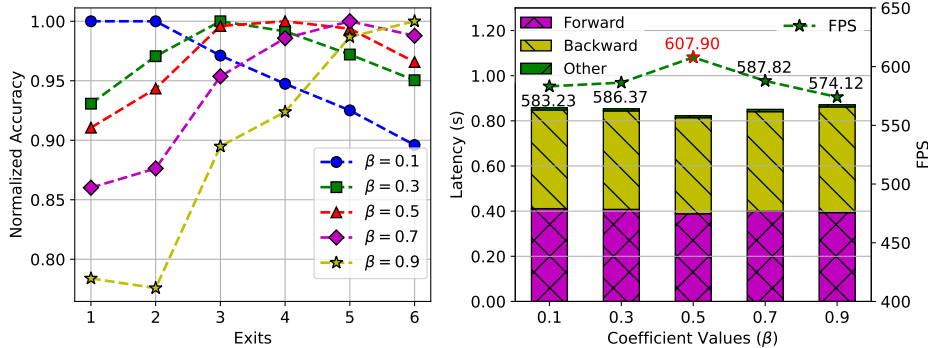 1.00
0.95
0.90
0.85
0.80
Normalized Accuracy
β = 0.1
β = 0.3
β = 0.5
β = 0.7
β = 0.9
1 2 3 4 5 6
Exits
1.20
1.00
0.80
0.60
0.40
0.20
0.00
Latency (s)
Forward
Backward
Other
FPS
583.23 586.37 607.90 587.82 574.12
650
600
550
500
450
400
FPS
0.1 0.3 0.5 0.7 0.9
Coefficient Values (β)